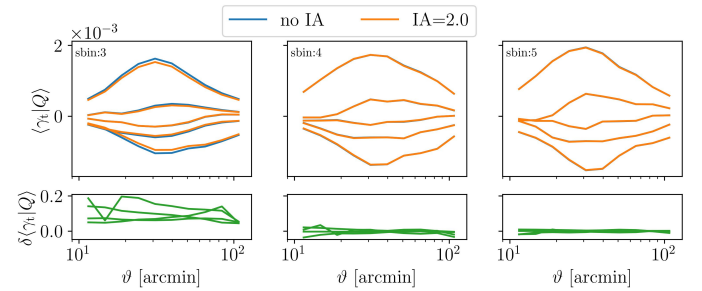 no IA IA=2.0
×10⁻³
sbin:3 sbin:4 sbin:5
2
⟨γₜ|Q⟩
0
0.2
δ⟨γₜ|Q⟩
0.0
10¹ 10² 10¹ 10² 10¹ 10²
ϑ [arcmin] ϑ [arcmin] ϑ [arcmin]